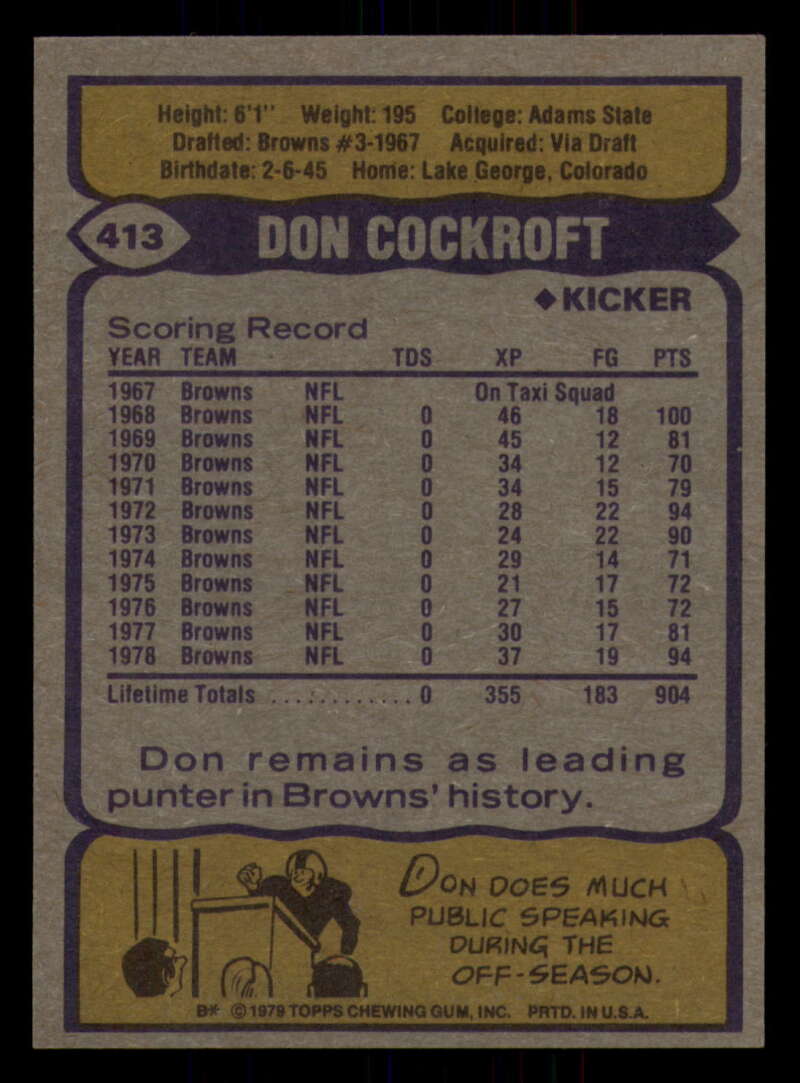 Height: 6'1" Weight: 195 College: Adams State
Drafted: Browns #3-1967 Acquired: Via Draft
Birthdate: 2-6-45 Home: Lake George, Colorado
413 DON COCKROFT
◆KICKER
Scoring Record
YEAR TEAM TDS XP FG PTS
1967 Browns NFL On Taxi Squad
1968 Browns NFL 0 46 18 100
1969 Browns NFL 0 45 12 81
1970 Browns NFL 0 34 12 70
1971 Browns NFL 0 34 15 79
1972 Browns NFL 0 28 22 94
1973 Browns NFL 0 24 22 90
1974 Browns NFL 0 29 14 71
1975 Browns NFL 0 21 17 72
1976 Browns NFL 0 27 15 72
1977 Browns NFL 0 30 17 81
1978 Browns NFL 0 37 19 94
Lifetime Totals ............ 0 355 183 904
Don remains as leading
punter in Browns' history.
DON DOES MUCH
PUBLIC SPEAKING
DURING THE
OFF-SEASON.
B* © 1979 TOPPS CHEWING GUM, INC. PRTD. IN U.S.A.